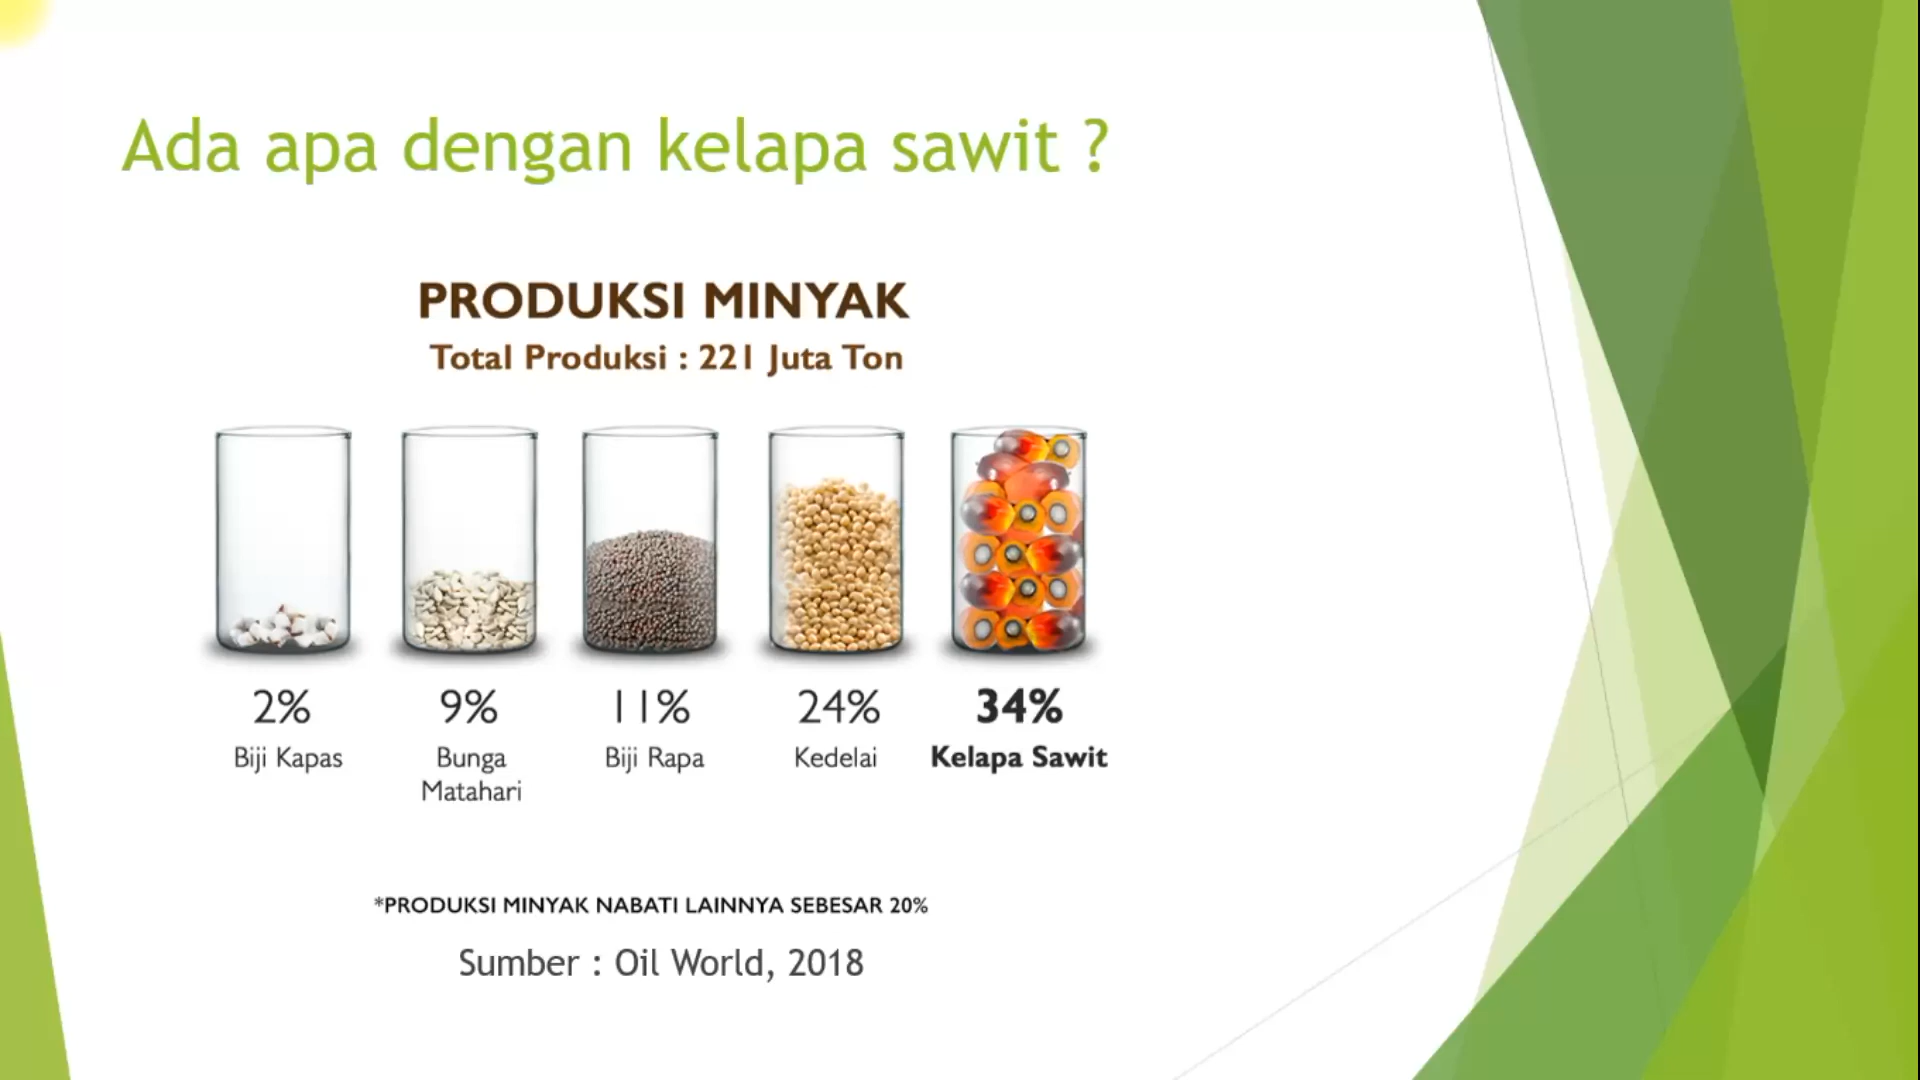 Ada apa dengan kelapa sawit ?
PRODUKSI MINYAK
Total Produksi : 221 Juta Ton
2%
Biji Kapas
9%
Bunga
Matahari
11%
Biji Rapa
24%
Kedelai
34%
Kelapa Sawit
*PRODUKSI MINYAK NABATI LAINNYA SEBESAR 20%
Sumber : Oil World, 2018